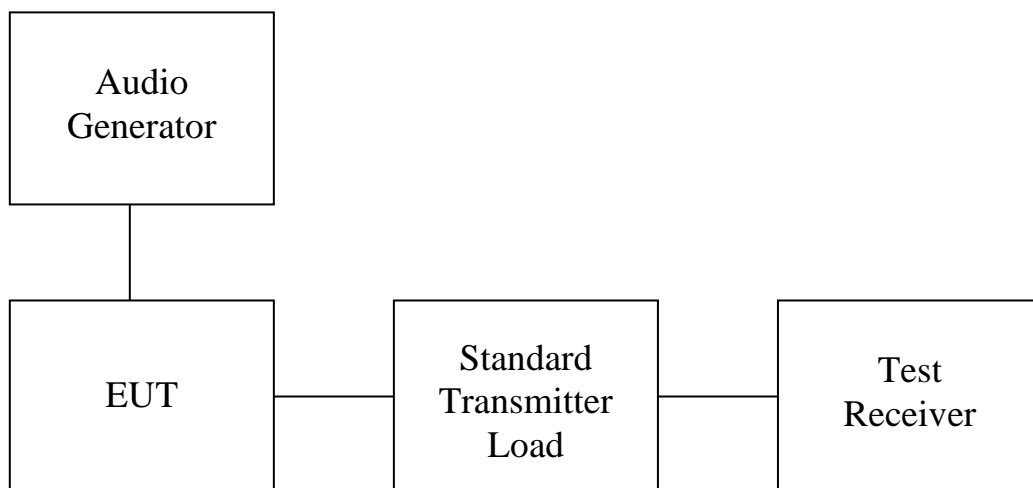 Audio
Generator
EUT
Standard
Transmitter
Load
Test
Receiver